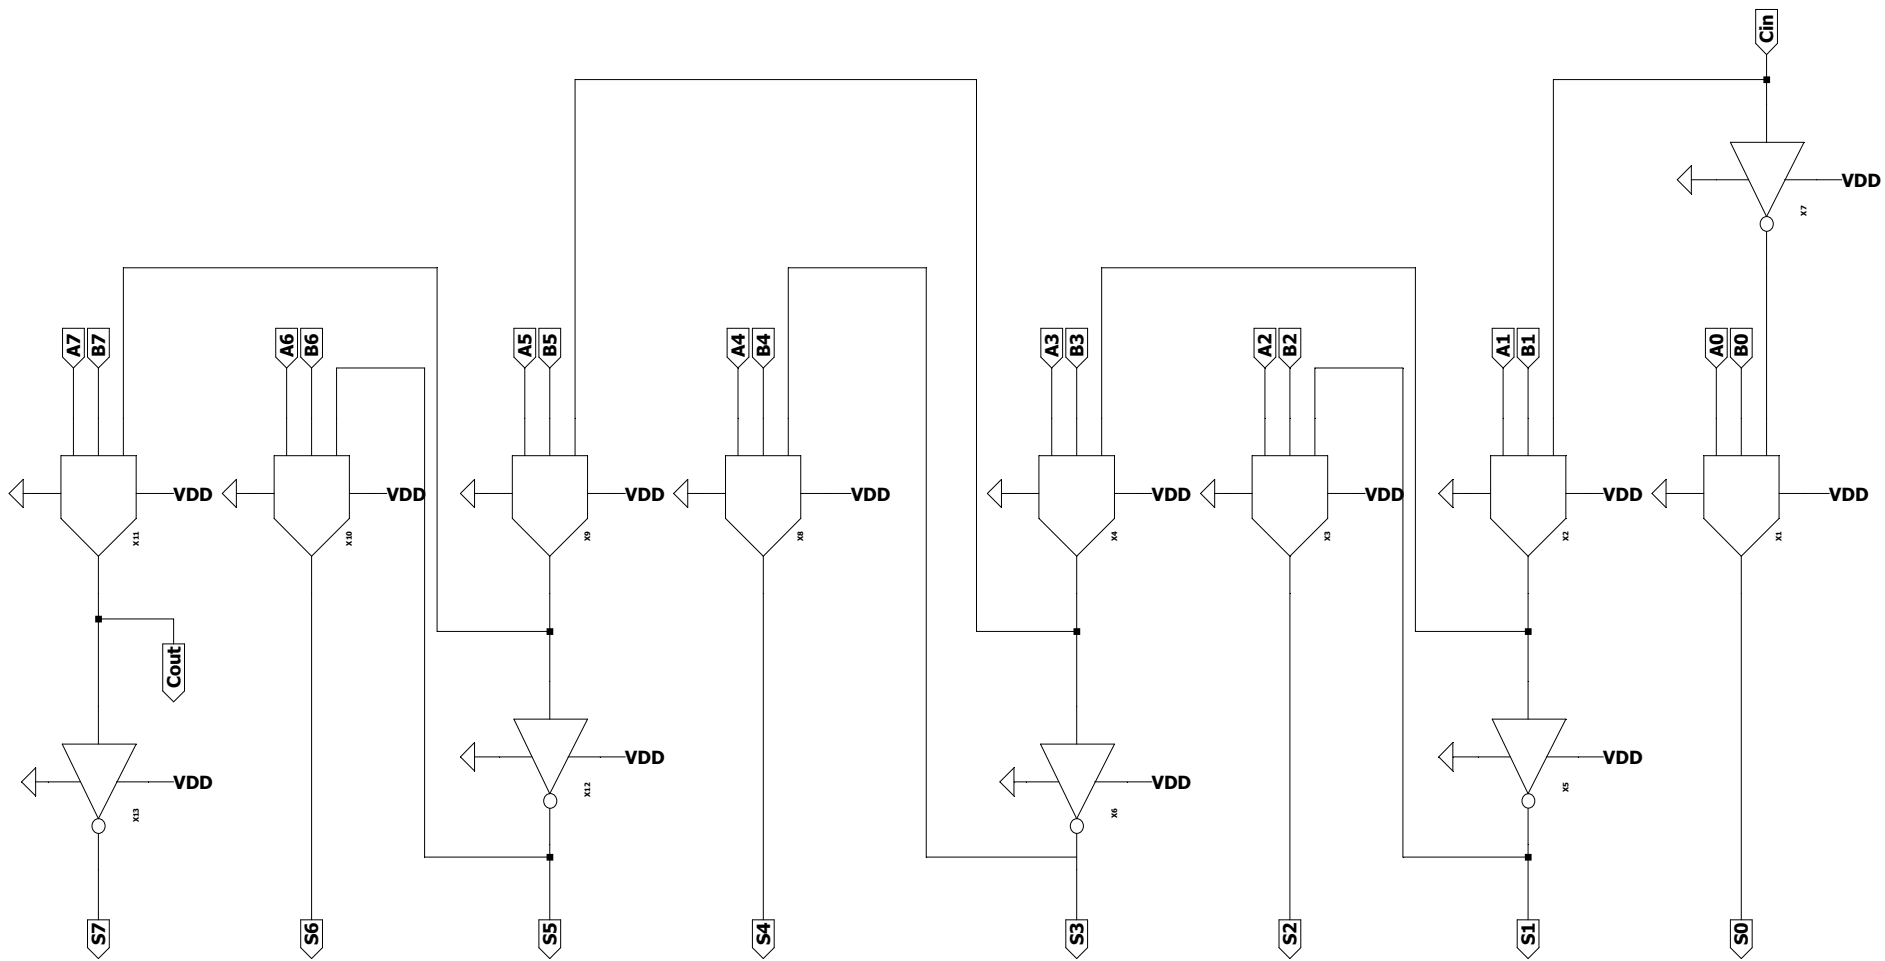 Cin
VDD
X7
A7
B7
A6
B6
A5
B5
A4
B4
A3
B3
A2
B2
A1
B1
A0
B0
VDD
VDD
VDD
VDD
VDD
VDD
VDD
VDD
X11
X10
X9
X8
X4
X3
X2
X1
Cout
VDD
VDD
VDD
VDD
X13
X12
X6
X5
S7
S6
S5
S4
S3
S2
S1
S0